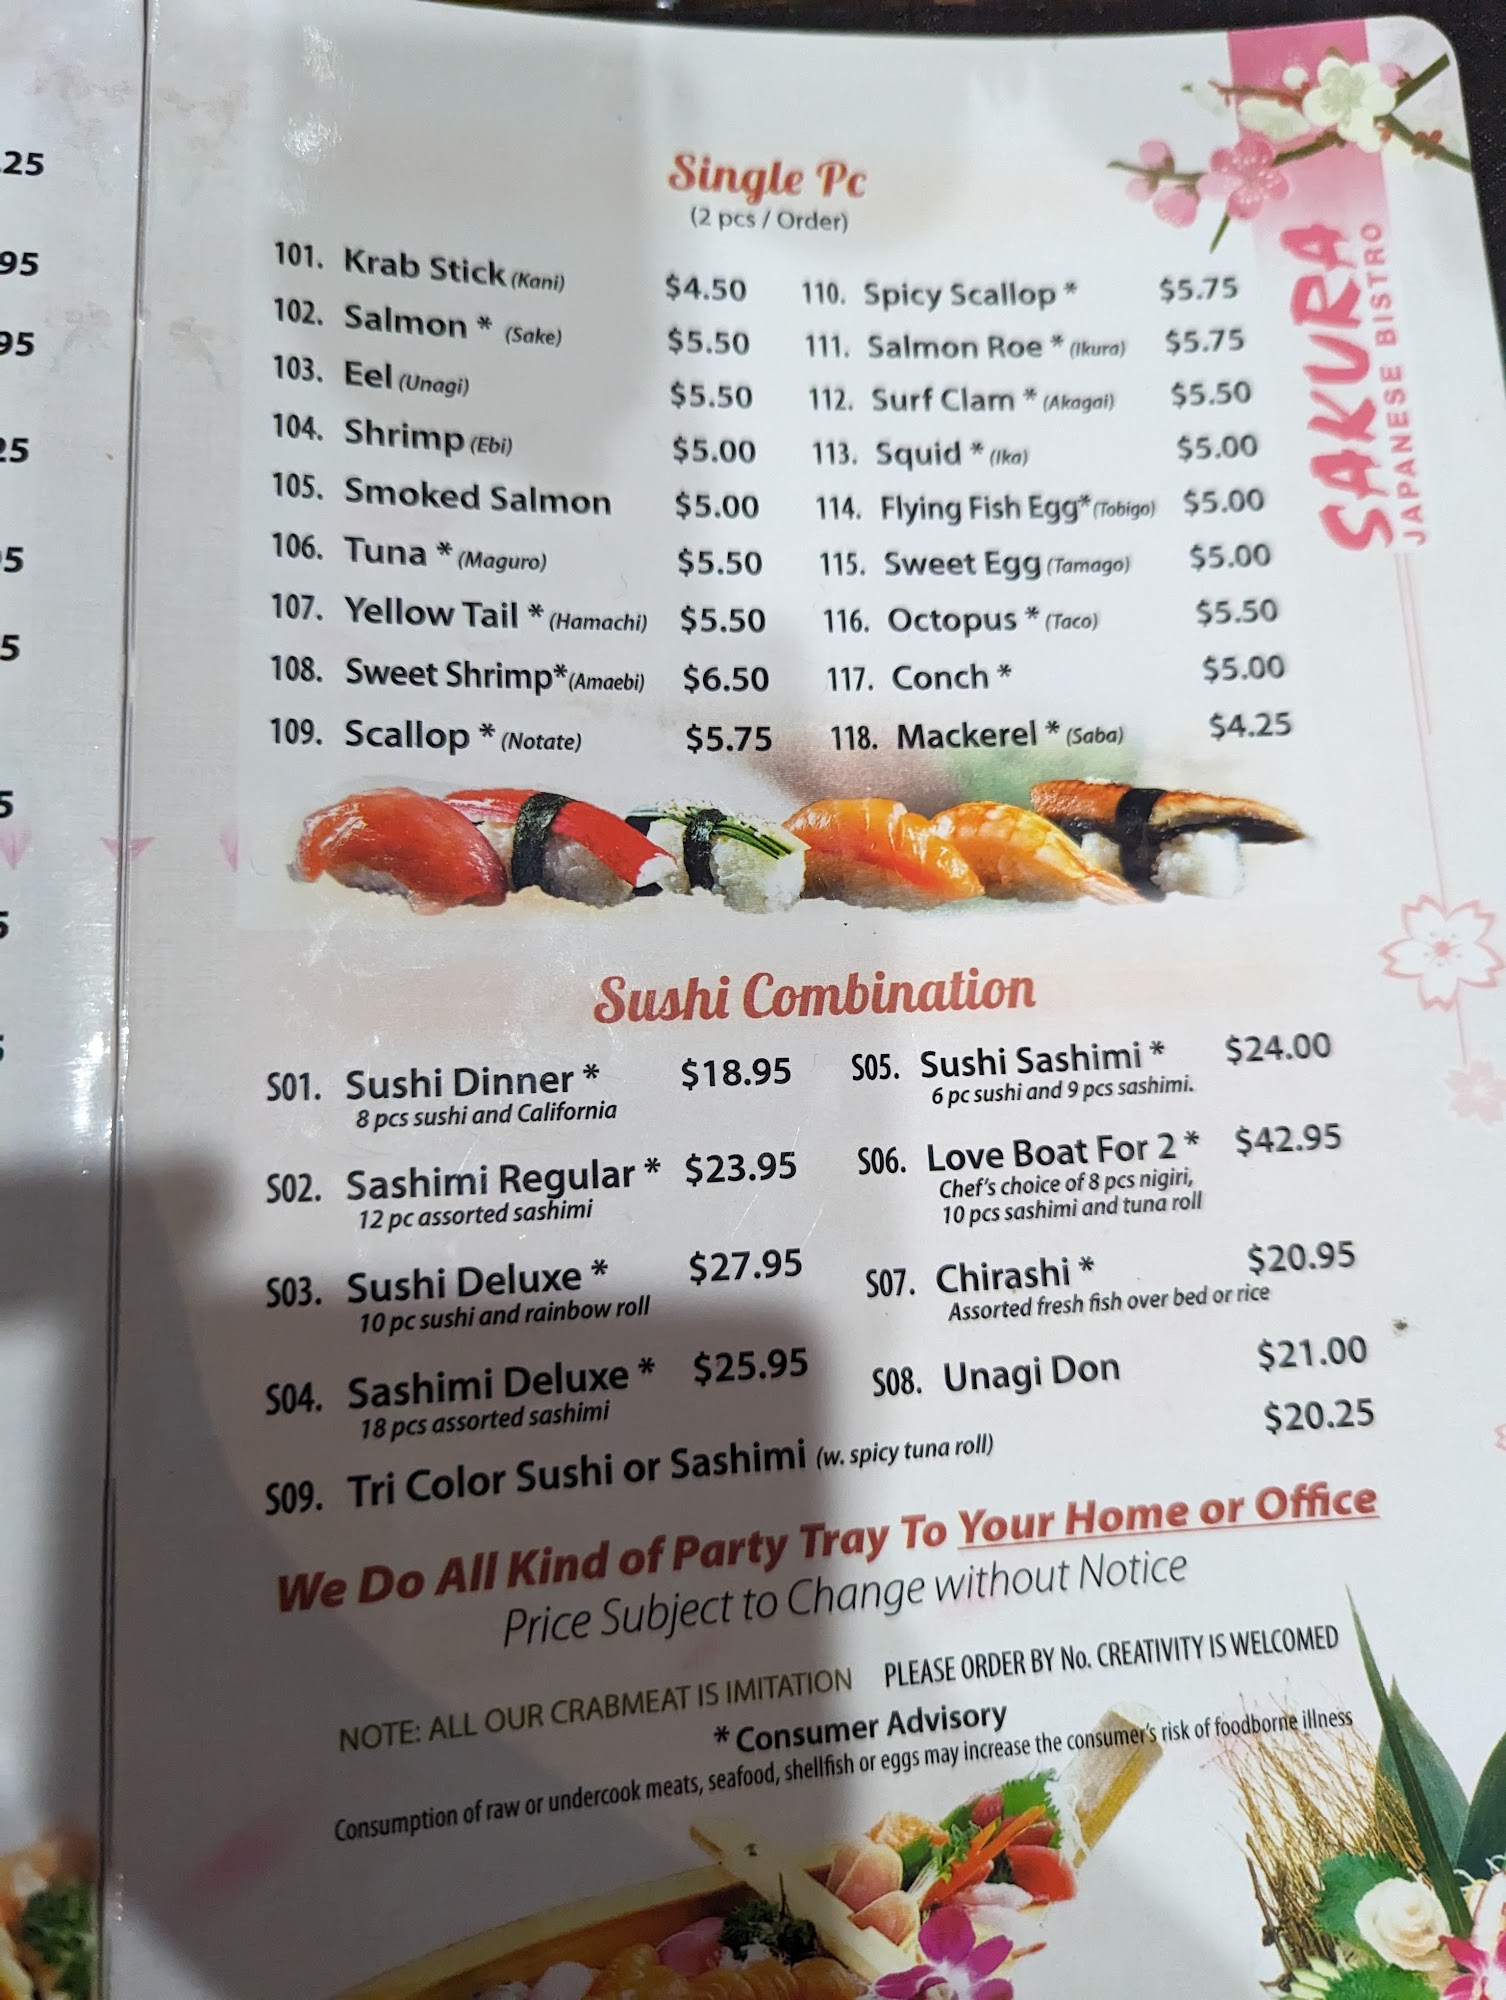 .25
95
95
25
5
5
5
5
5
Single Pc
(2 pcs / Order)
101. Krab Stick (Kani) $4.50
102. Salmon * (Sake) $5.50
103. Eel (Unagi) $5.50
104. Shrimp (Ebi) $5.00
105. Smoked Salmon $5.00
106. Tuna * (Maguro) $5.50
107. Yellow Tail * (Hamachi) $5.50
108. Sweet Shrimp* (Amaebi) $6.50
109. Scallop * (Notate) $5.75
110. Spicy Scallop * $5.75
111. Salmon Roe * (Ikura) $5.75
112. Surf Clam * (Akagai) $5.50
113. Squid * (Ika) $5.00
114. Flying Fish Egg* (Tobigo) $5.00
115. Sweet Egg (Tamago) $5.00
116. Octopus * (Taco) $5.50
117. Conch * $5.00
118. Mackerel * (Saba) $4.25
SAKURA
JAPANESE BISTRO
Sushi Combination
S01. Sushi Dinner * $18.95
8 pcs sushi and California
S02. Sashimi Regular * $23.95
12 pc assorted sashimi
S03. Sushi Deluxe * $27.95
10 pc sushi and rainbow roll
S04. Sashimi Deluxe * $25.95
18 pcs assorted sashimi
S05. Sushi Sashimi * $24.00
6 pc sushi and 9 pcs sashimi.
S06. Love Boat For 2 * $42.95
Chef's choice of 8 pcs nigiri,
10 pcs sashimi and tuna roll
S07. Chirashi * $20.95
Assorted fresh fish over bed or rice
S08. Unagi Don $21.00
S09. Tri Color Sushi or Sashimi (w. spicy tuna roll) $20.25
We Do All Kind of Party Tray To Your Home or Office
Price Subject to Change without Notice
NOTE: ALL OUR CRABMEAT IS IMITATION PLEASE ORDER BY No. CREATIVITY IS WELCOMED
* Consumer Advisory
Consumption of raw or undercook meats, seafood, shellfish or eggs may increase the consumer's risk of foodborne illness